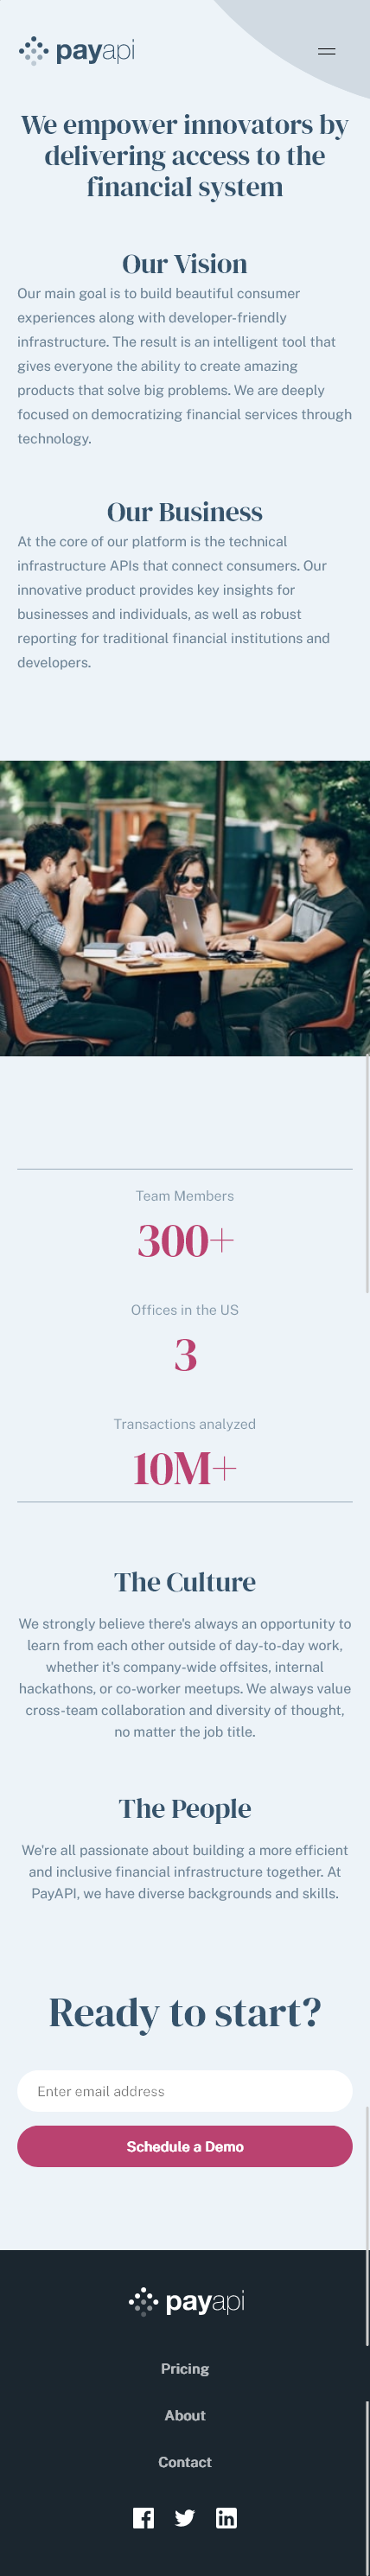 payapi
We empower innovators by
delivering access to the
financial system
Our Vision
Our main goal is to build beautiful consumer
experiences along with developer-friendly
infrastructure. The result is an intelligent tool that
gives everyone the ability to create amazing
products that solve big problems. We are deeply
focused on democratizing financial services through
technology.
Our Business
At the core of our platform is the technical
infrastructure APIs that connect consumers. Our
innovative product provides key insights for
businesses and individuals, as well as robust
reporting for traditional financial institutions and
developers.
Team Members
300+
Offices in the US
3
Transactions analyzed
10M+
The Culture
We strongly believe there's always an opportunity to
learn from each other outside of day-to-day work,
whether it's company-wide offsites, internal
hackathons, or co-worker meetups. We always value
cross-team collaboration and diversity of thought,
no matter the job title.
The People
We're all passionate about building a more efficient
and inclusive financial infrastructure together. At
PayAPI, we have diverse backgrounds and skills.
Ready to start?
Enter email address
Schedule a Demo
payapi
Pricing
About
Contact